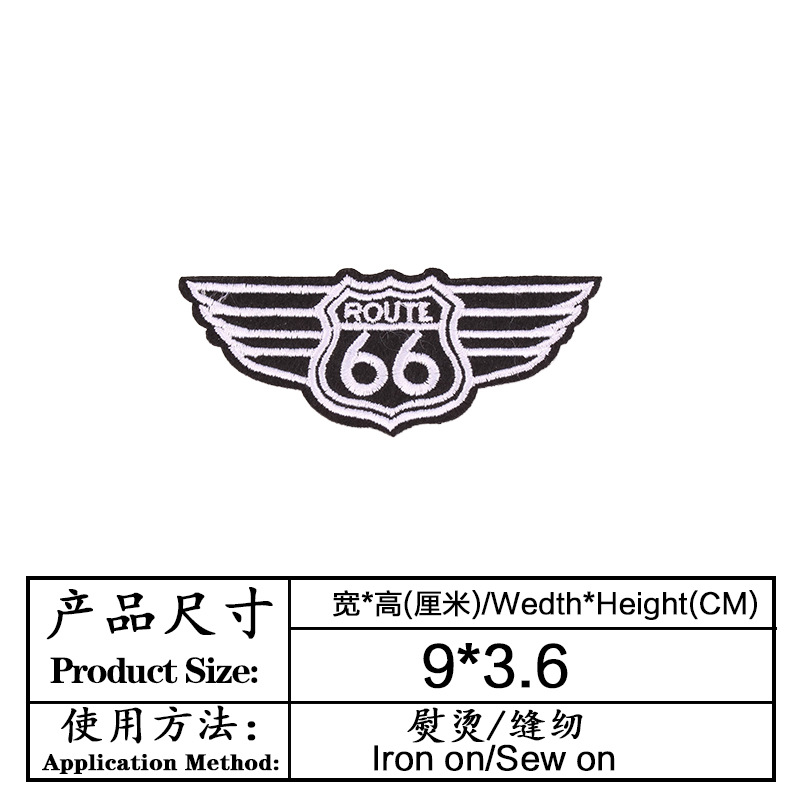 ROUTE
66
产品尺寸
Product Size:
宽*高(厘米)/Wedth*Height(CM)
9*3.6
使用方法：
Application Method:
熨烫/缝纫
Iron on/Sew on